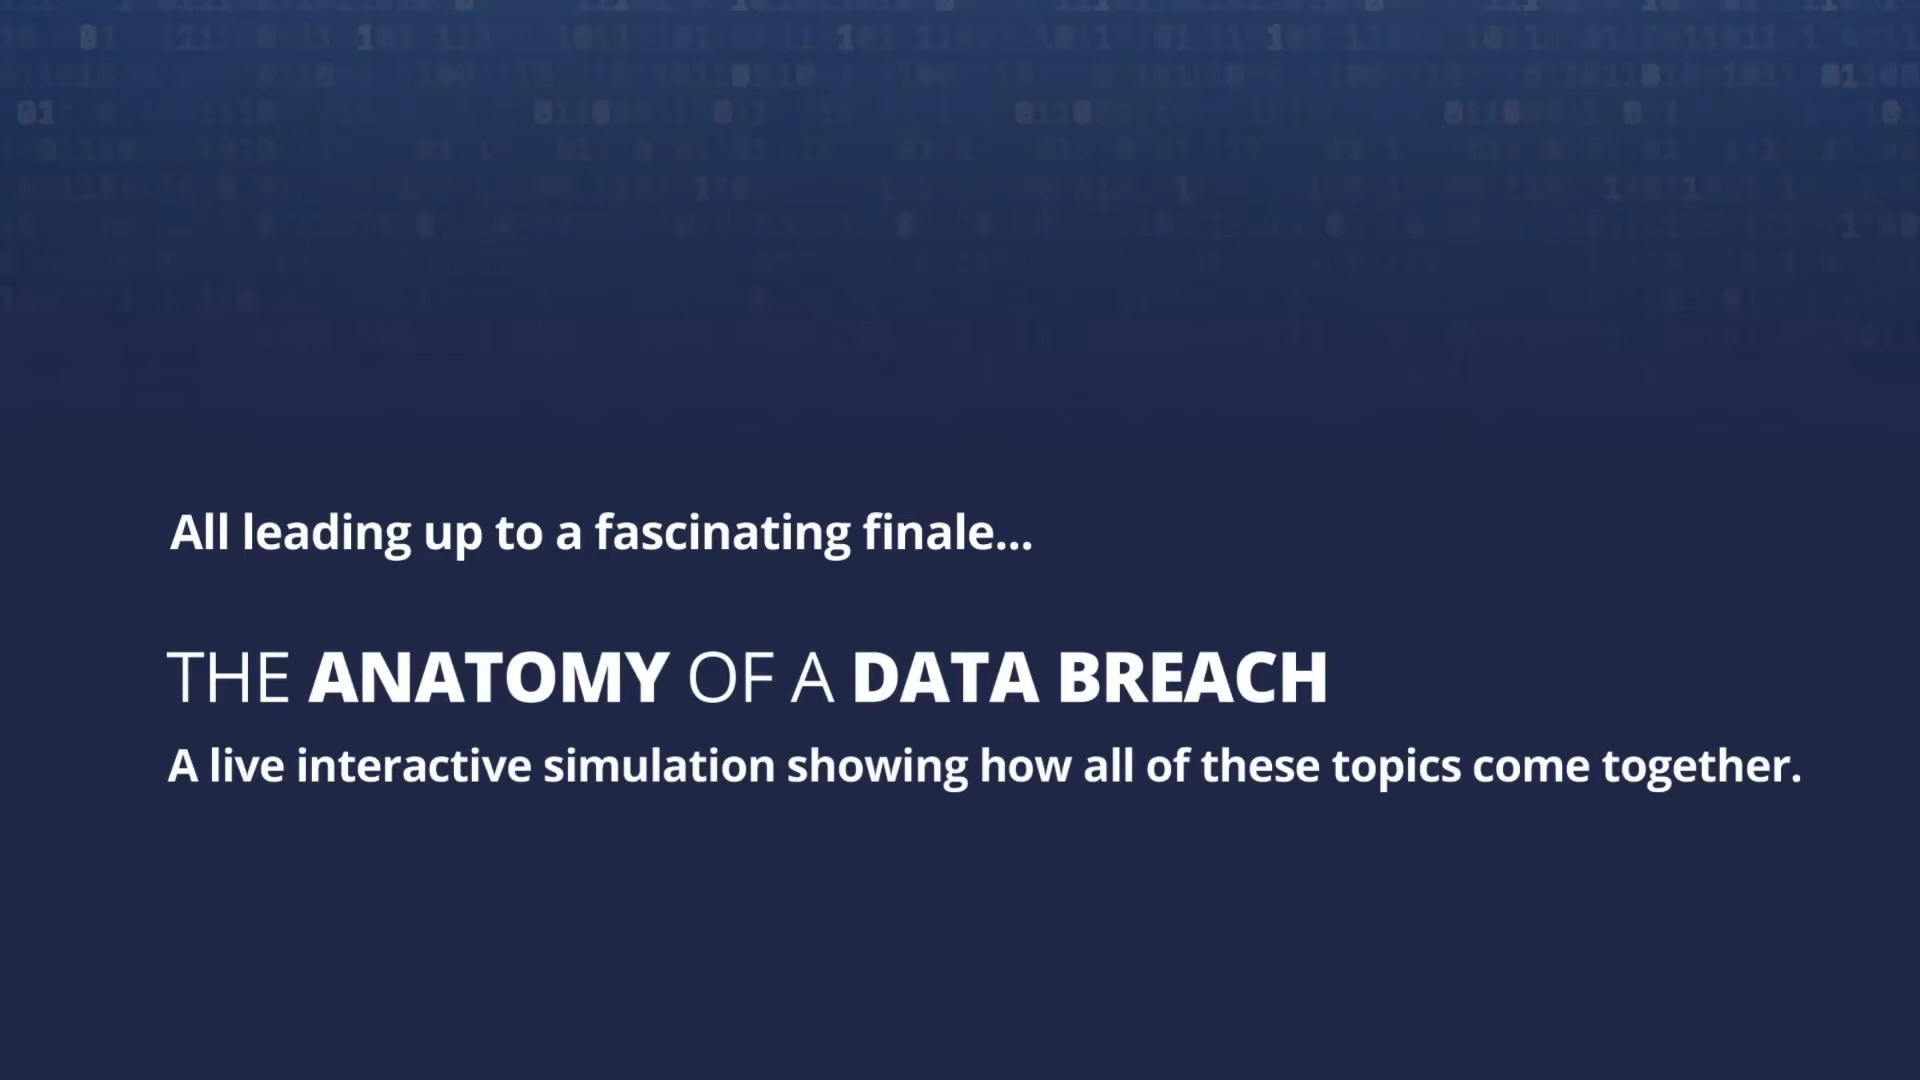 All leading up to a fascinating finale...
THE ANATOMY OF A DATA BREACH
A live interactive simulation showing how all of these topics come together.